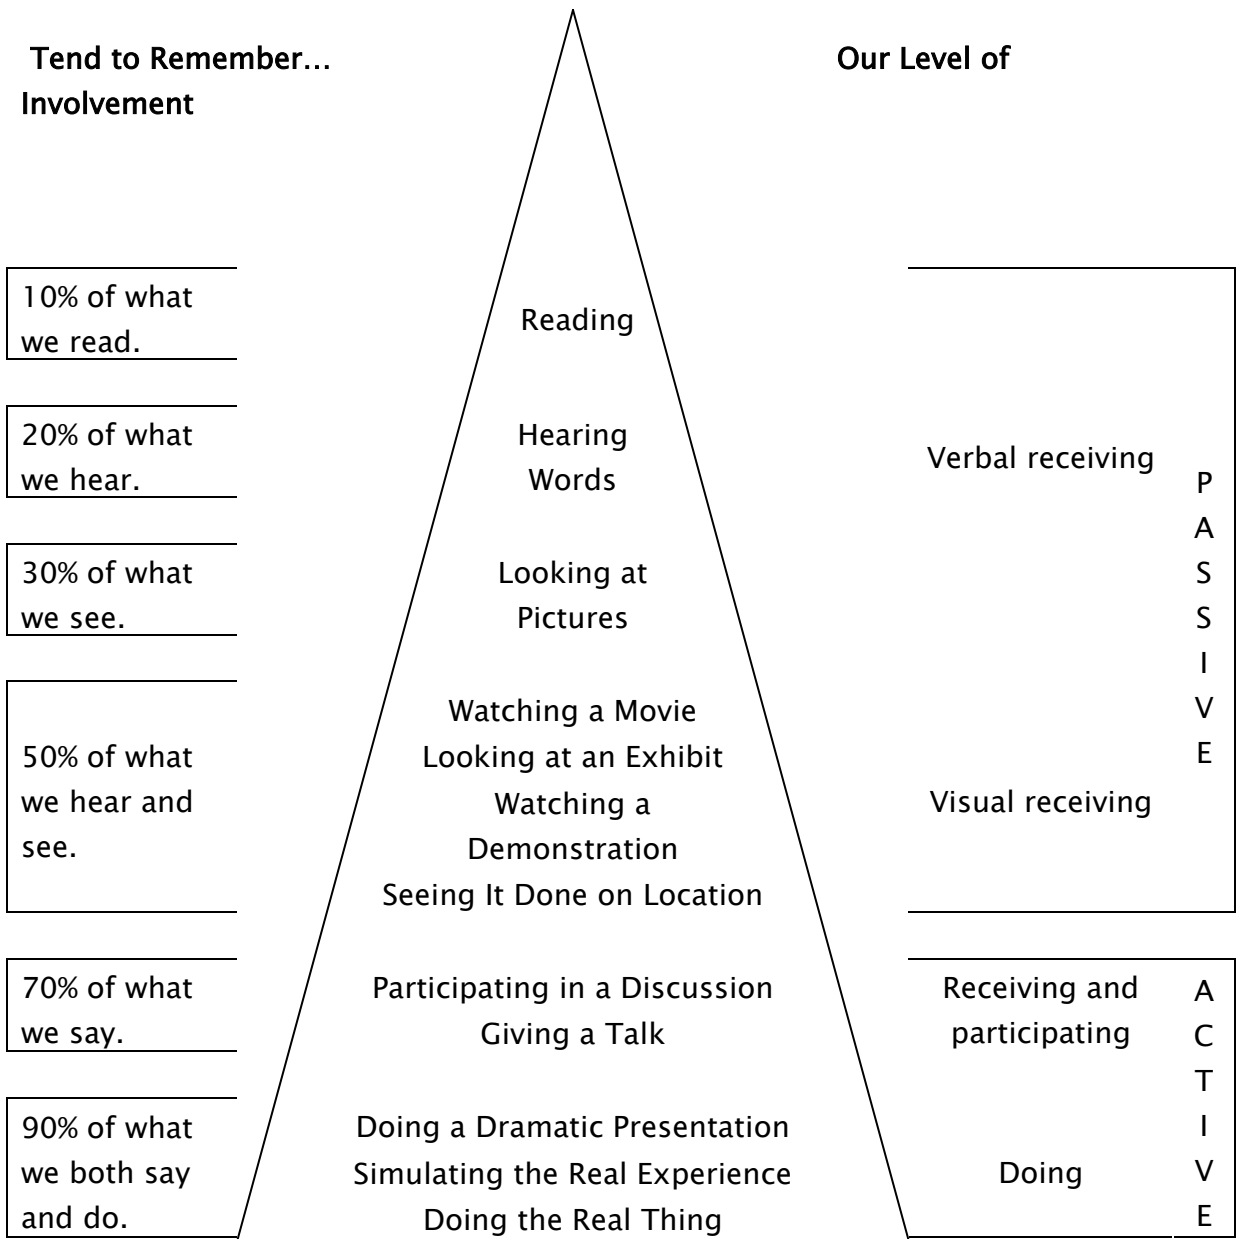 Tend to Remember... Our Level of
Involvement
10% of what
we read.
Reading
20% of what
we hear.
Hearing
Words
Verbal receiving
30% of what
we see.
Looking at
Pictures
50% of what
we hear and
see.
Watching a Movie
Looking at an Exhibit
Watching a
Demonstration
Seeing It Done on Location
Visual receiving
P
A
S
S
I
V
E
70% of what
we say.
Participating in a Discussion
Giving a Talk
Receiving and
participating
90% of what
we both say
and do.
Doing a Dramatic Presentation
Simulating the Real Experience
Doing the Real Thing
Doing
A
C
T
I
V
E